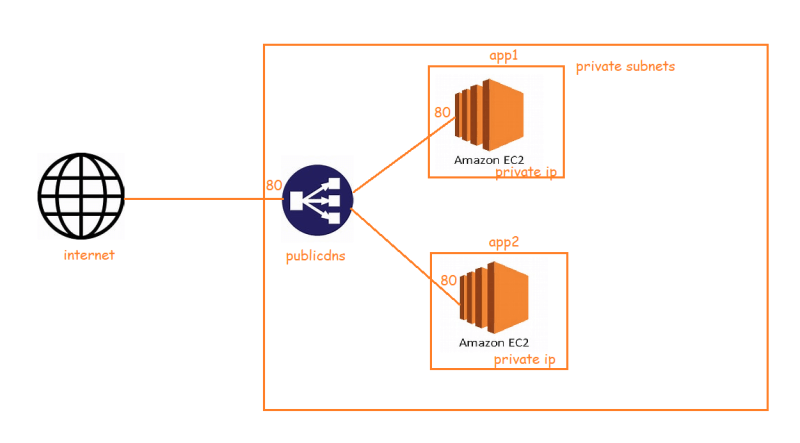 app1
private subnets
80
Amazon EC2
private ip
80
internet
publicdns
app2
80
Amazon EC2
private ip